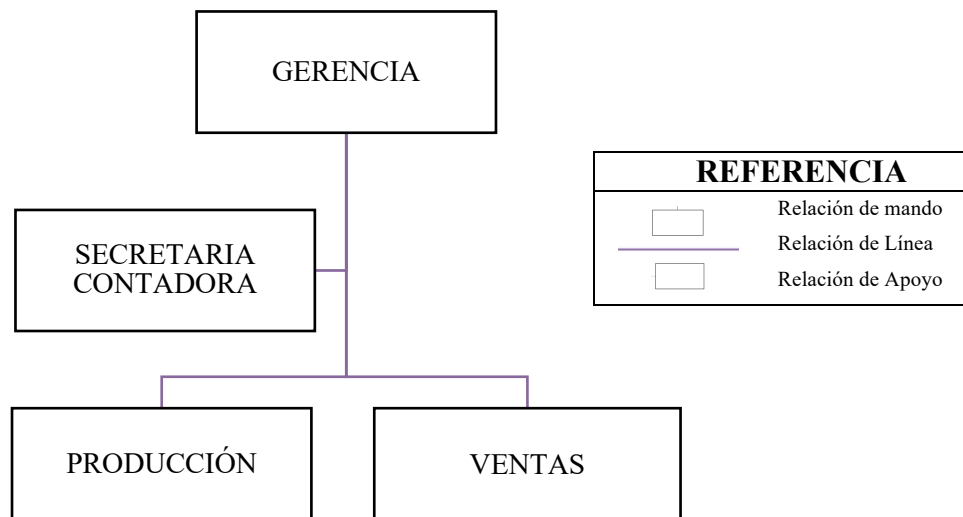 GERENCIA
SECRETARIA
CONTADORA
PRODUCCIÓN
VENTAS
REFERENCIA
Relación de mando
Relación de Línea
Relación de Apoyo